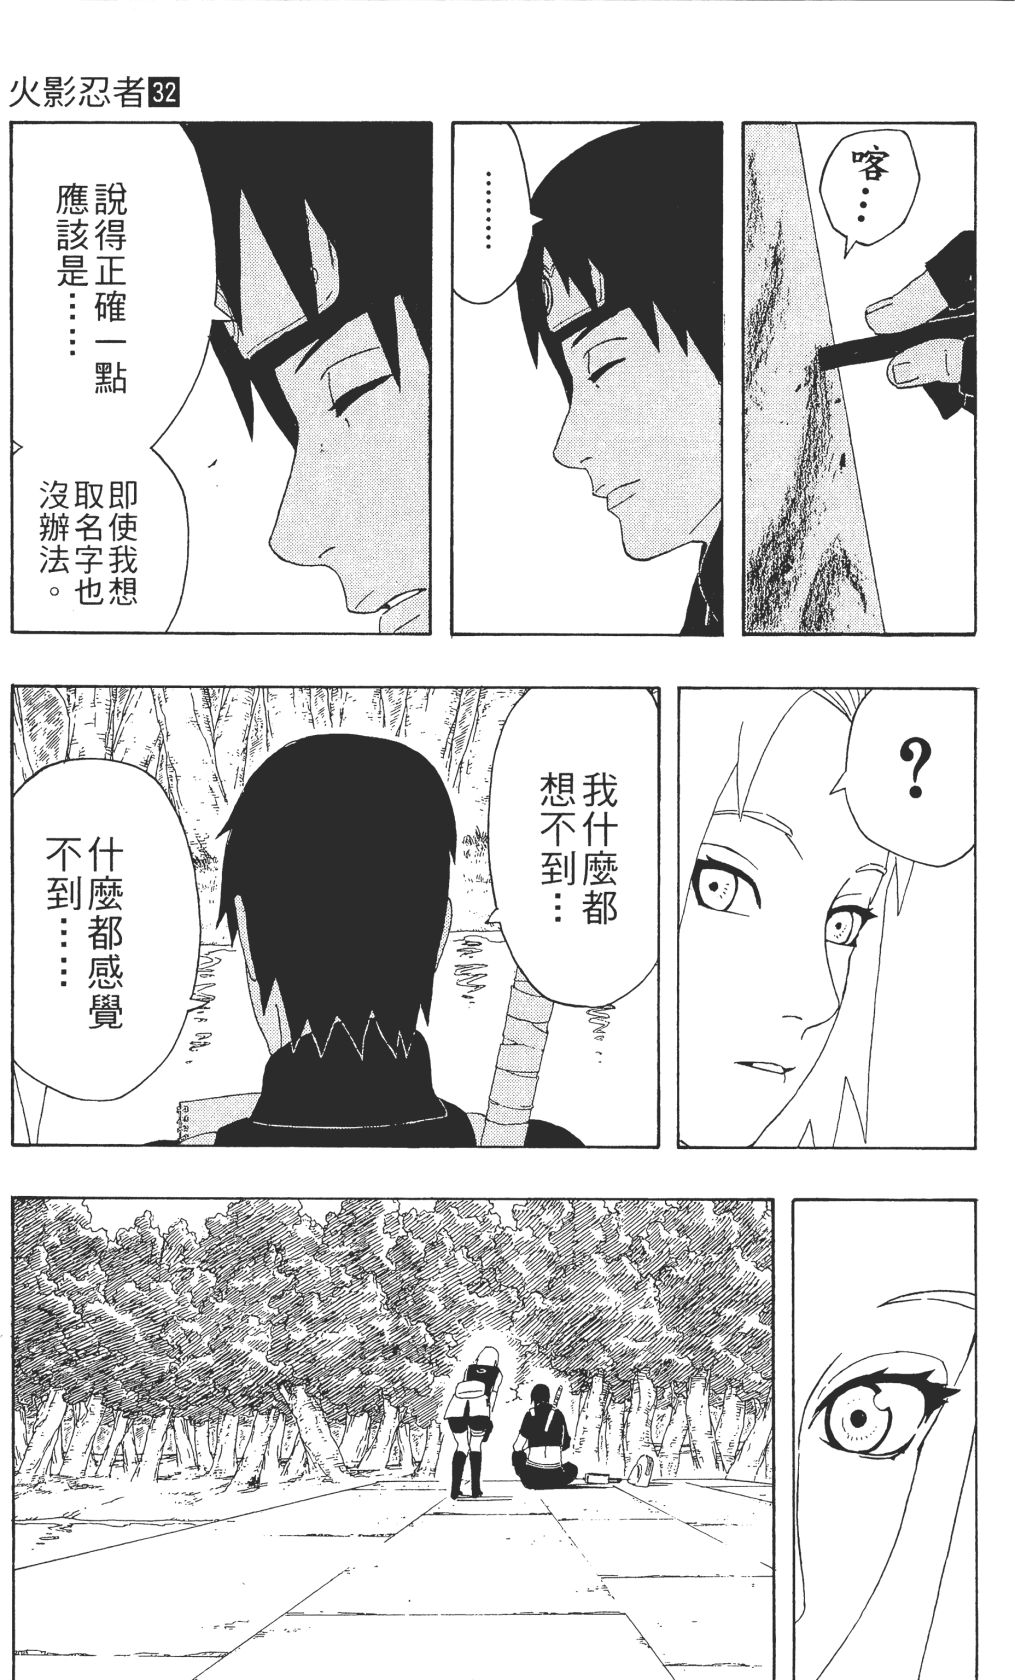 火影忍者32
喀…
………
說得正確一點
應該是……
即使我想
取名字也
沒辦法。
？
我什麼都
想不到…
什麼都感覺
不到……